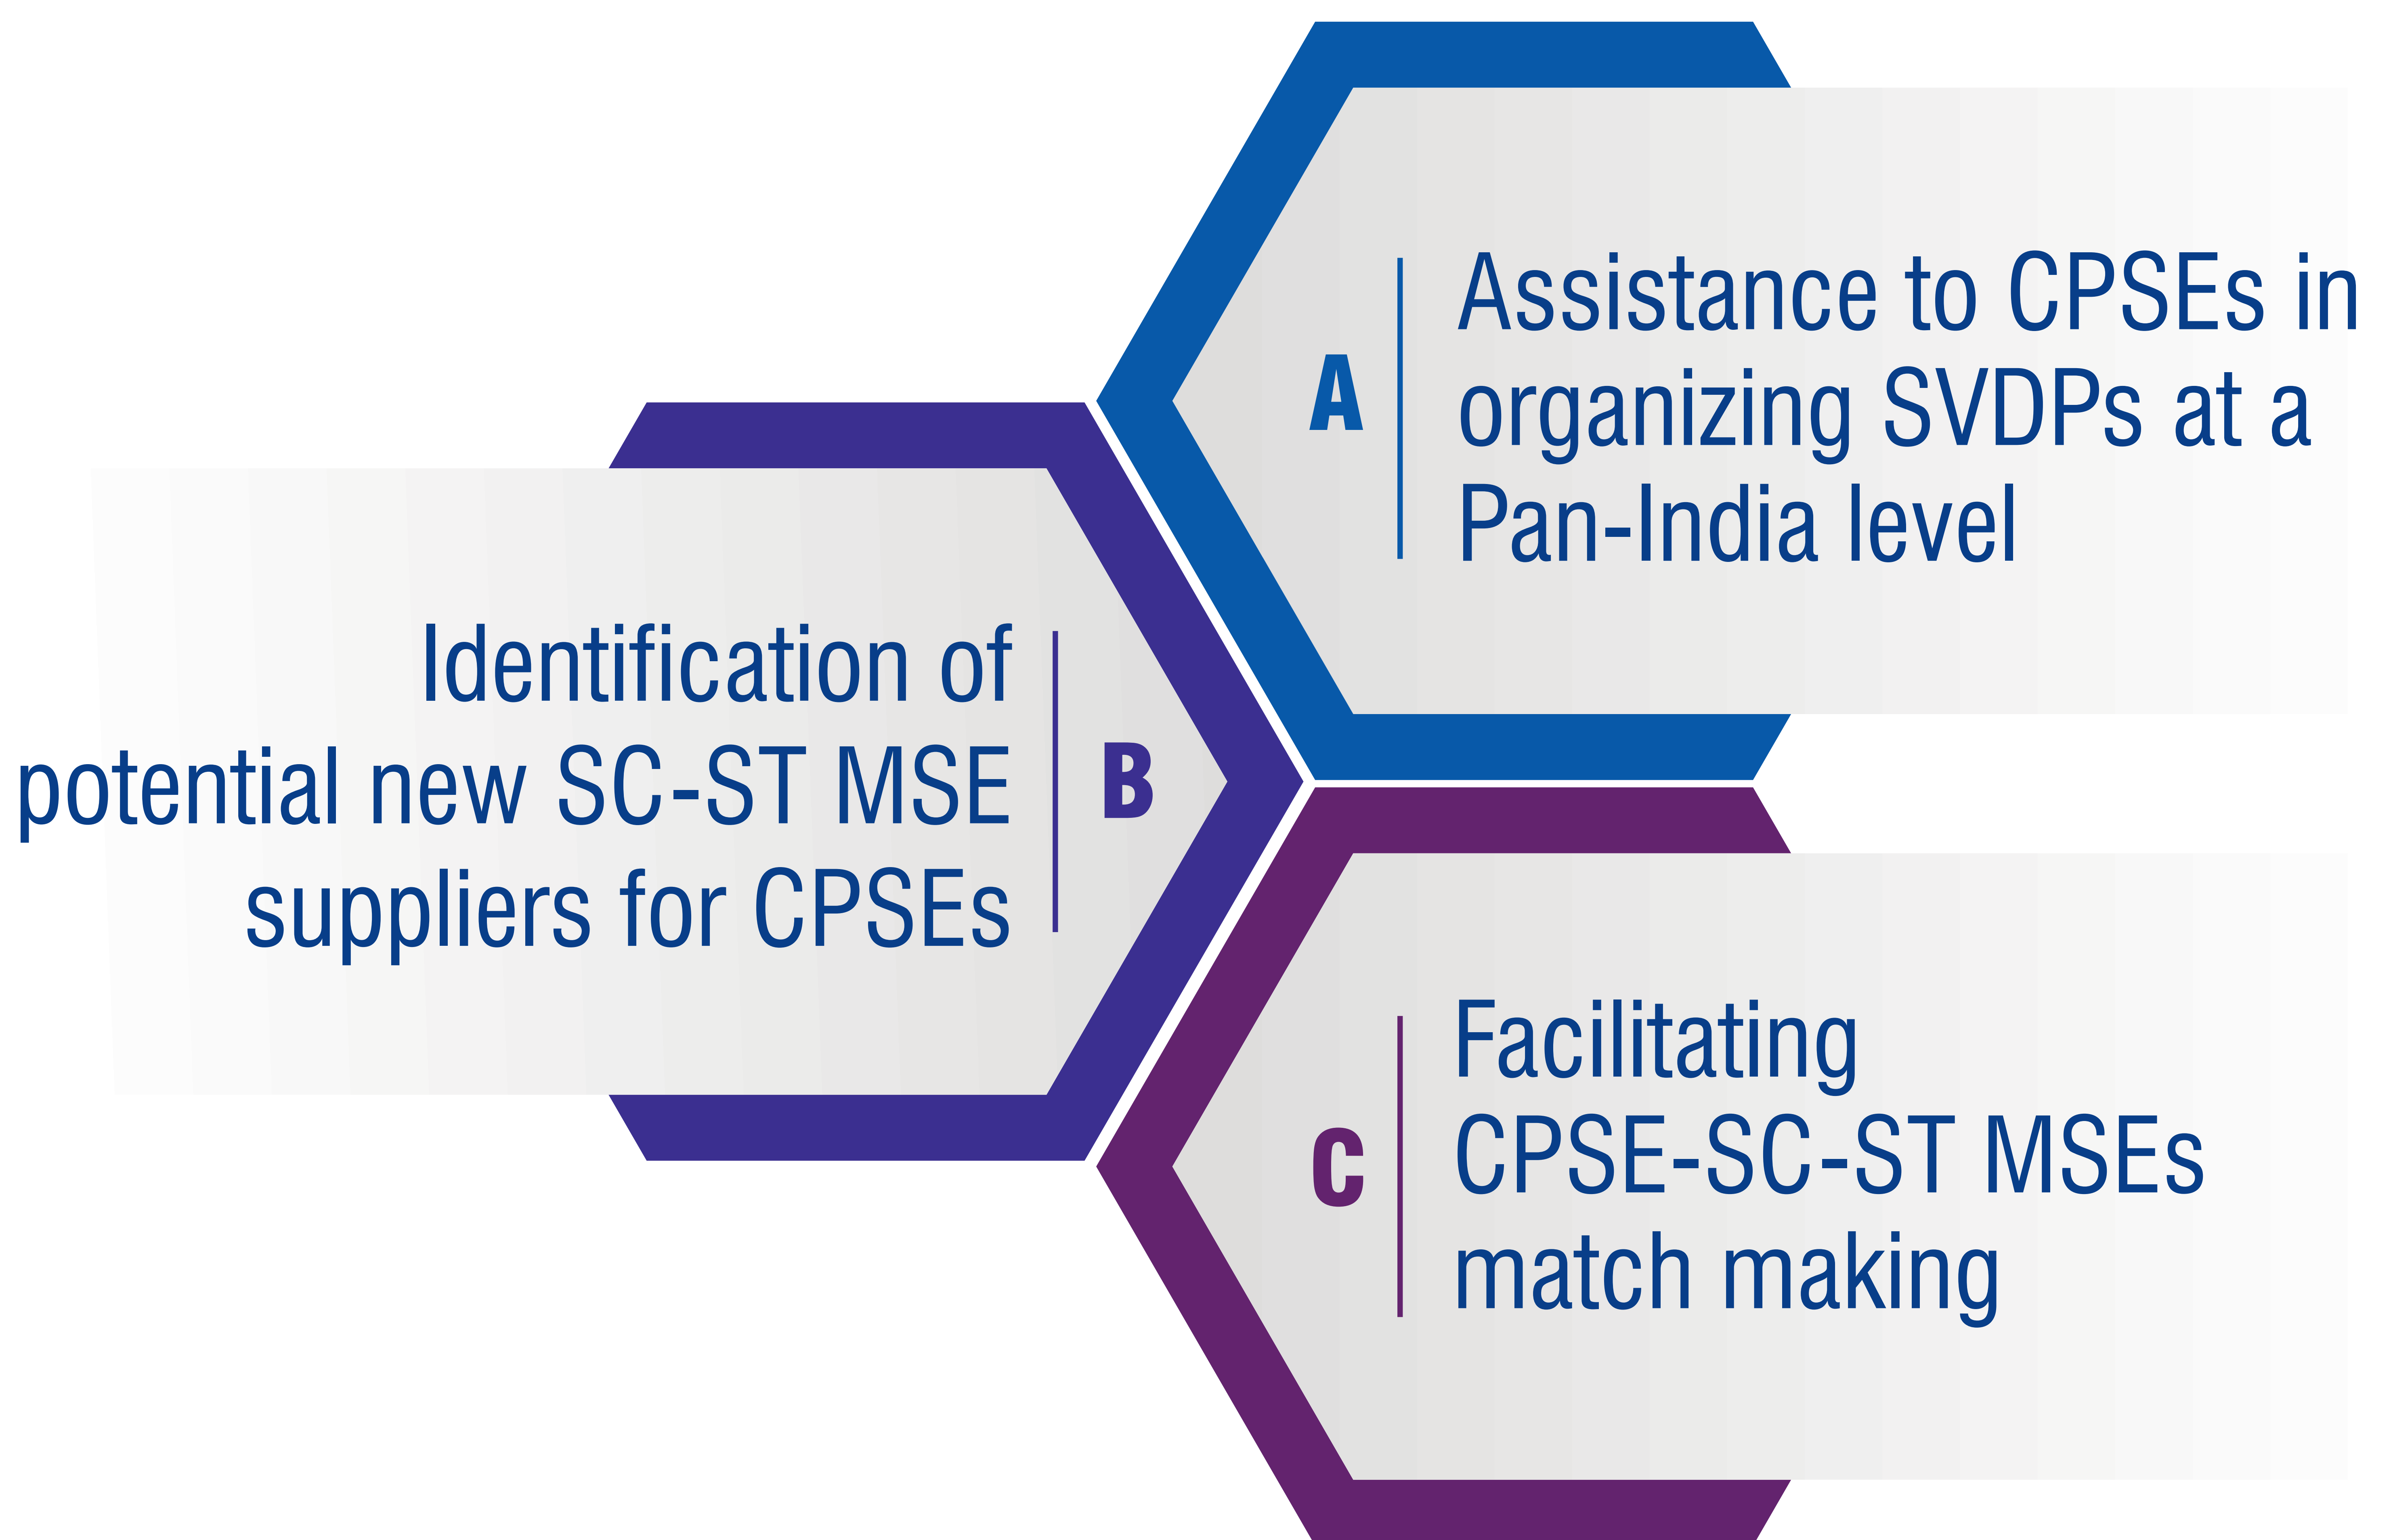 A
Assistance to CPSEs in
organizing SVDPs at a
Pan-India level
Identification of
potential new SC-ST MSE
suppliers for CPSEs
B
C
Facilitating
CPSE-SC-ST MSEs
match making